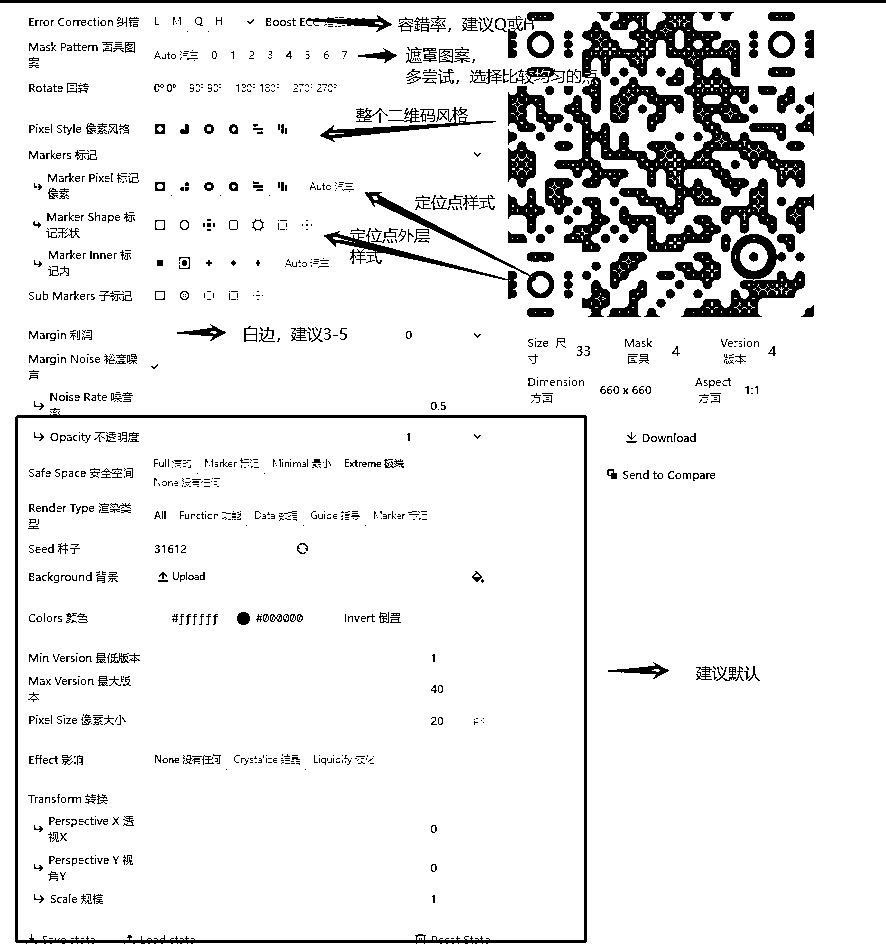 Error Correction 纠错 L M Q H Boost ECC
容錯率，建议Q或H
Mask Pattern 面具图
案
Auto 汽车 0 1 2 3 4 5 6 7
遮罩图案，
多尝试，选择比较均匀的点
Rotate 回转 0° 0° 90° 90° 180° 180° 270° 270°
整个二维码风格
Pixel Style 像素风格
Markers 标记
Marker Pixel 标记
像素
Auto 汽车
定位点样式
Marker Shape 标
记形状
定位点外层
样式
Marker Inner 标
记内
Auto 汽车
Sub Markers 子标记
Margin 利润 0
白边，建议3-5
Margin Noise 裕度噪
声
Noise Rate 噪音
率
0.5
Size 尺
寸
33
Mask
面具
4
Version
版本
4
Dimension
方面
660 x 660
Aspect
方面
1:1
Download
Send to Compare
Opacity 不透明度 1
Safe Space 安全空间
Full 满的 Marker 标记 Minimal 最小 Extreme 极端
None 没有任何
Render Type 渲染类
型
All Function 功能 Data 数据 Guide 指导 Marker 标记
Seed 种子 31612
Background 背景 Upload
Colors 颜色 #ffffff #000000 Invert 倒置
Min Version 最低版本 1
建议默认
Max Version 最大版
本
40
Pixel Size 像素大小 20
Effect 影响 None 没有任何 Crystalize 结晶 Liquidify 液化
Transform 转换
Perspective X 透
视X
0
Perspective Y 视
角Y
0
Scale 规模 1
Save state Load state Reset State